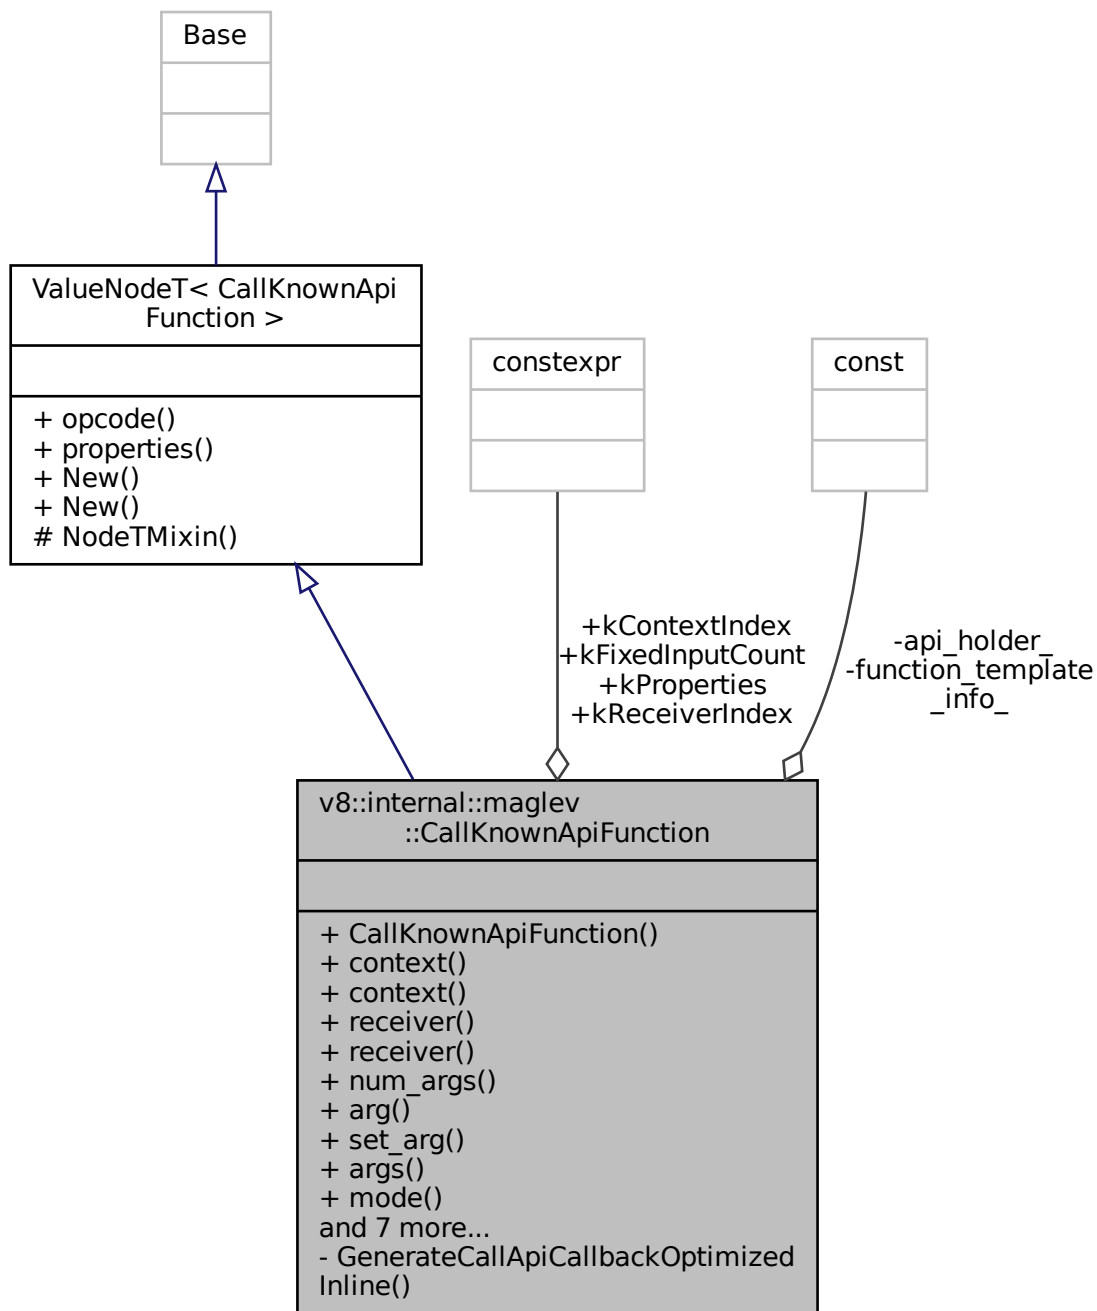 Base
ValueNodeT< CallKnownApi
Function >
+ opcode()
+ properties()
+ New()
+ New()
# NodeTMixin()
constexpr
const
+kContextIndex
+kFixedInputCount
+kProperties
+kReceiverIndex
-api_holder_
-function_template
_info_
v8::internal::maglev
::CallKnownApiFunction
+ CallKnownApiFunction()
+ context()
+ context()
+ receiver()
+ receiver()
+ num_args()
+ arg()
+ set_arg()
+ args()
+ mode()
and 7 more...
- GenerateCallApiCallbackOptimized
Inline()